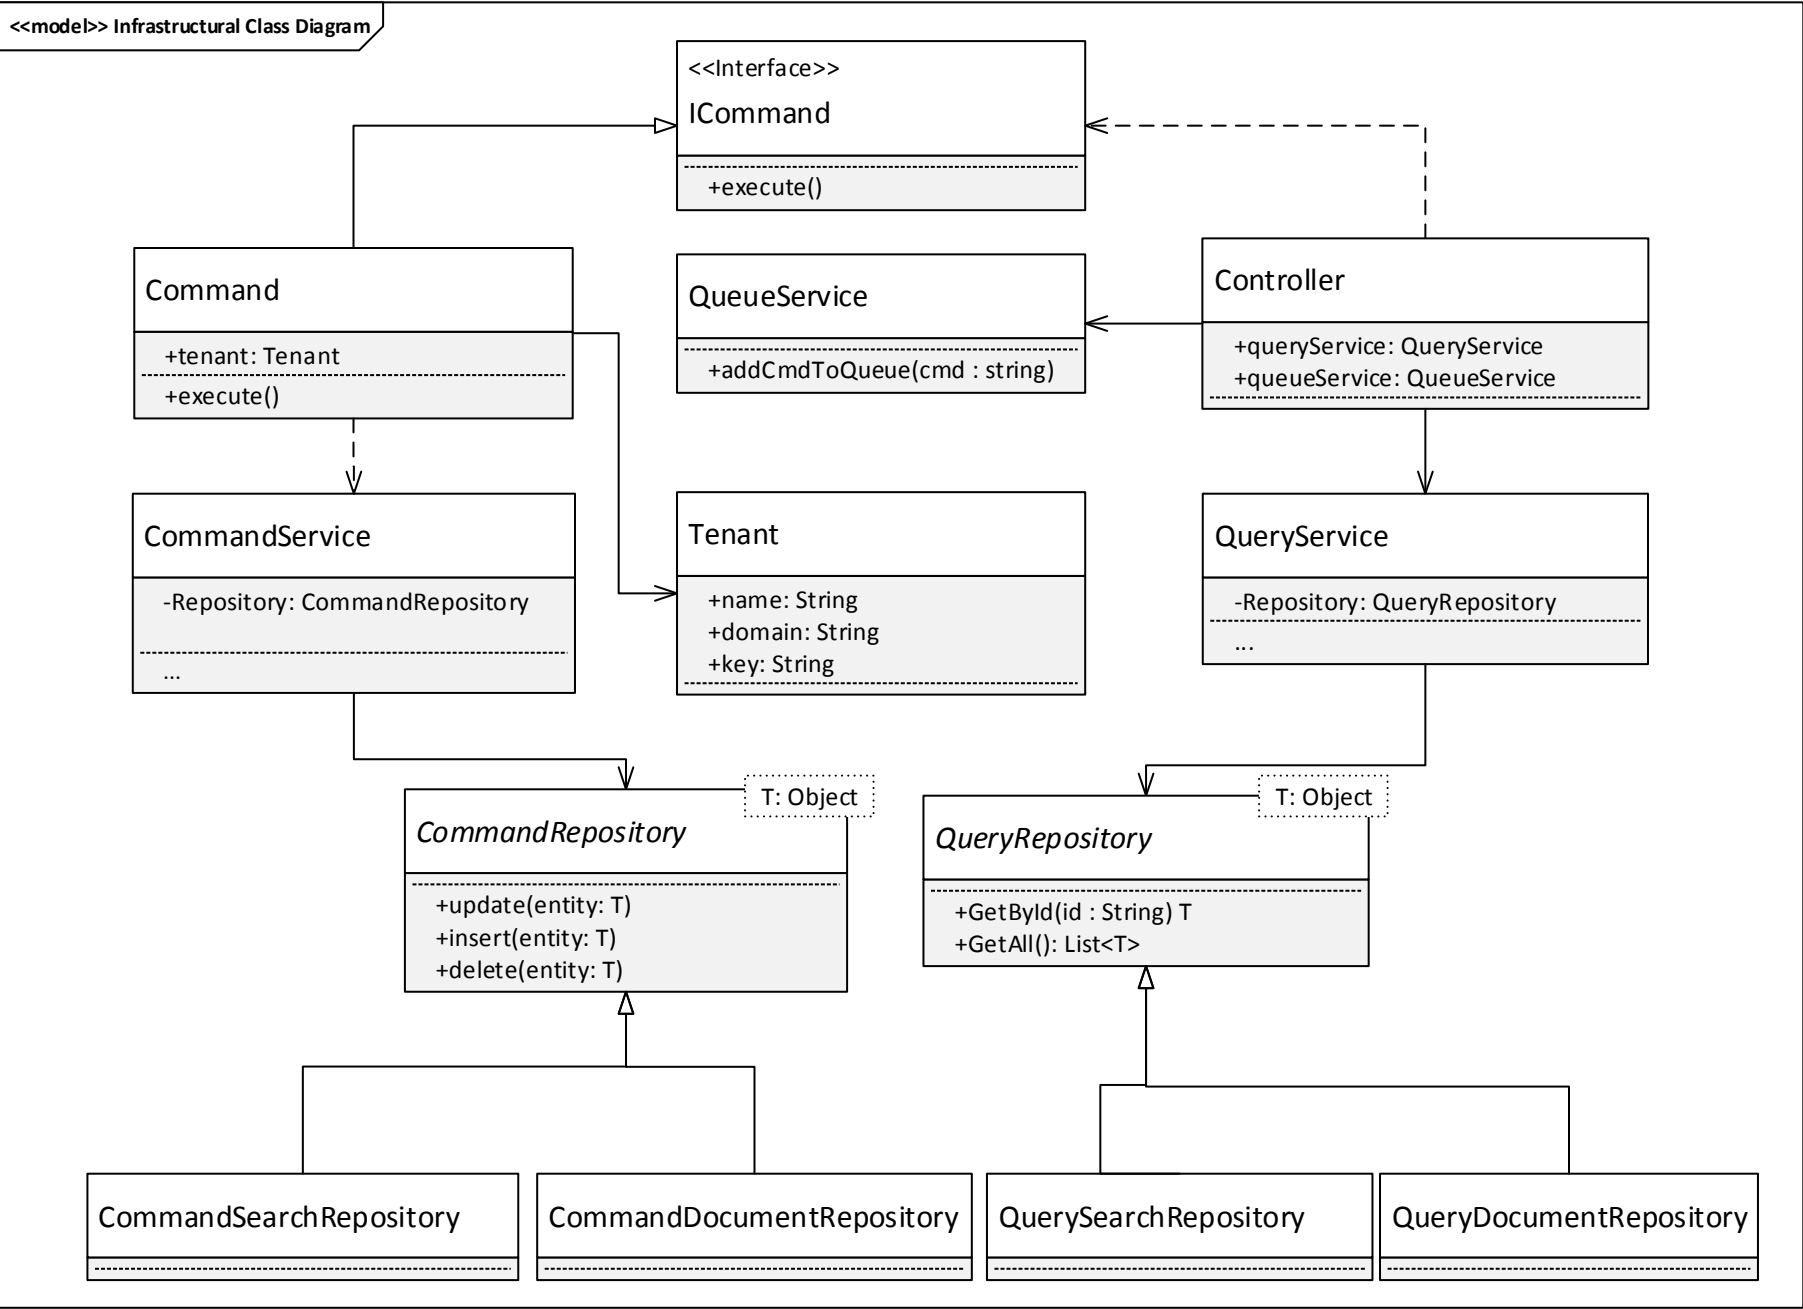 <<model>> Infrastructural Class Diagram
<<Interface>>
ICommand
+execute()
Command
+tenant: Tenant
+execute()
QueueService
+addCmdToQueue(cmd : string)
Controller
+queryService: QueryService
+queueService: QueueService
CommandService
-Repository: CommandRepository
...
Tenant
+name: String
+domain: String
+key: String
QueryService
-Repository: QueryRepository
...
T: Object
CommandRepository
+update(entity: T)
+insert(entity: T)
+delete(entity: T)
T: Object
QueryRepository
+GetById(id : String) T
+GetAll(): List<T>
CommandSearchRepository
CommandDocumentRepository
QuerySearchRepository
QueryDocumentRepository